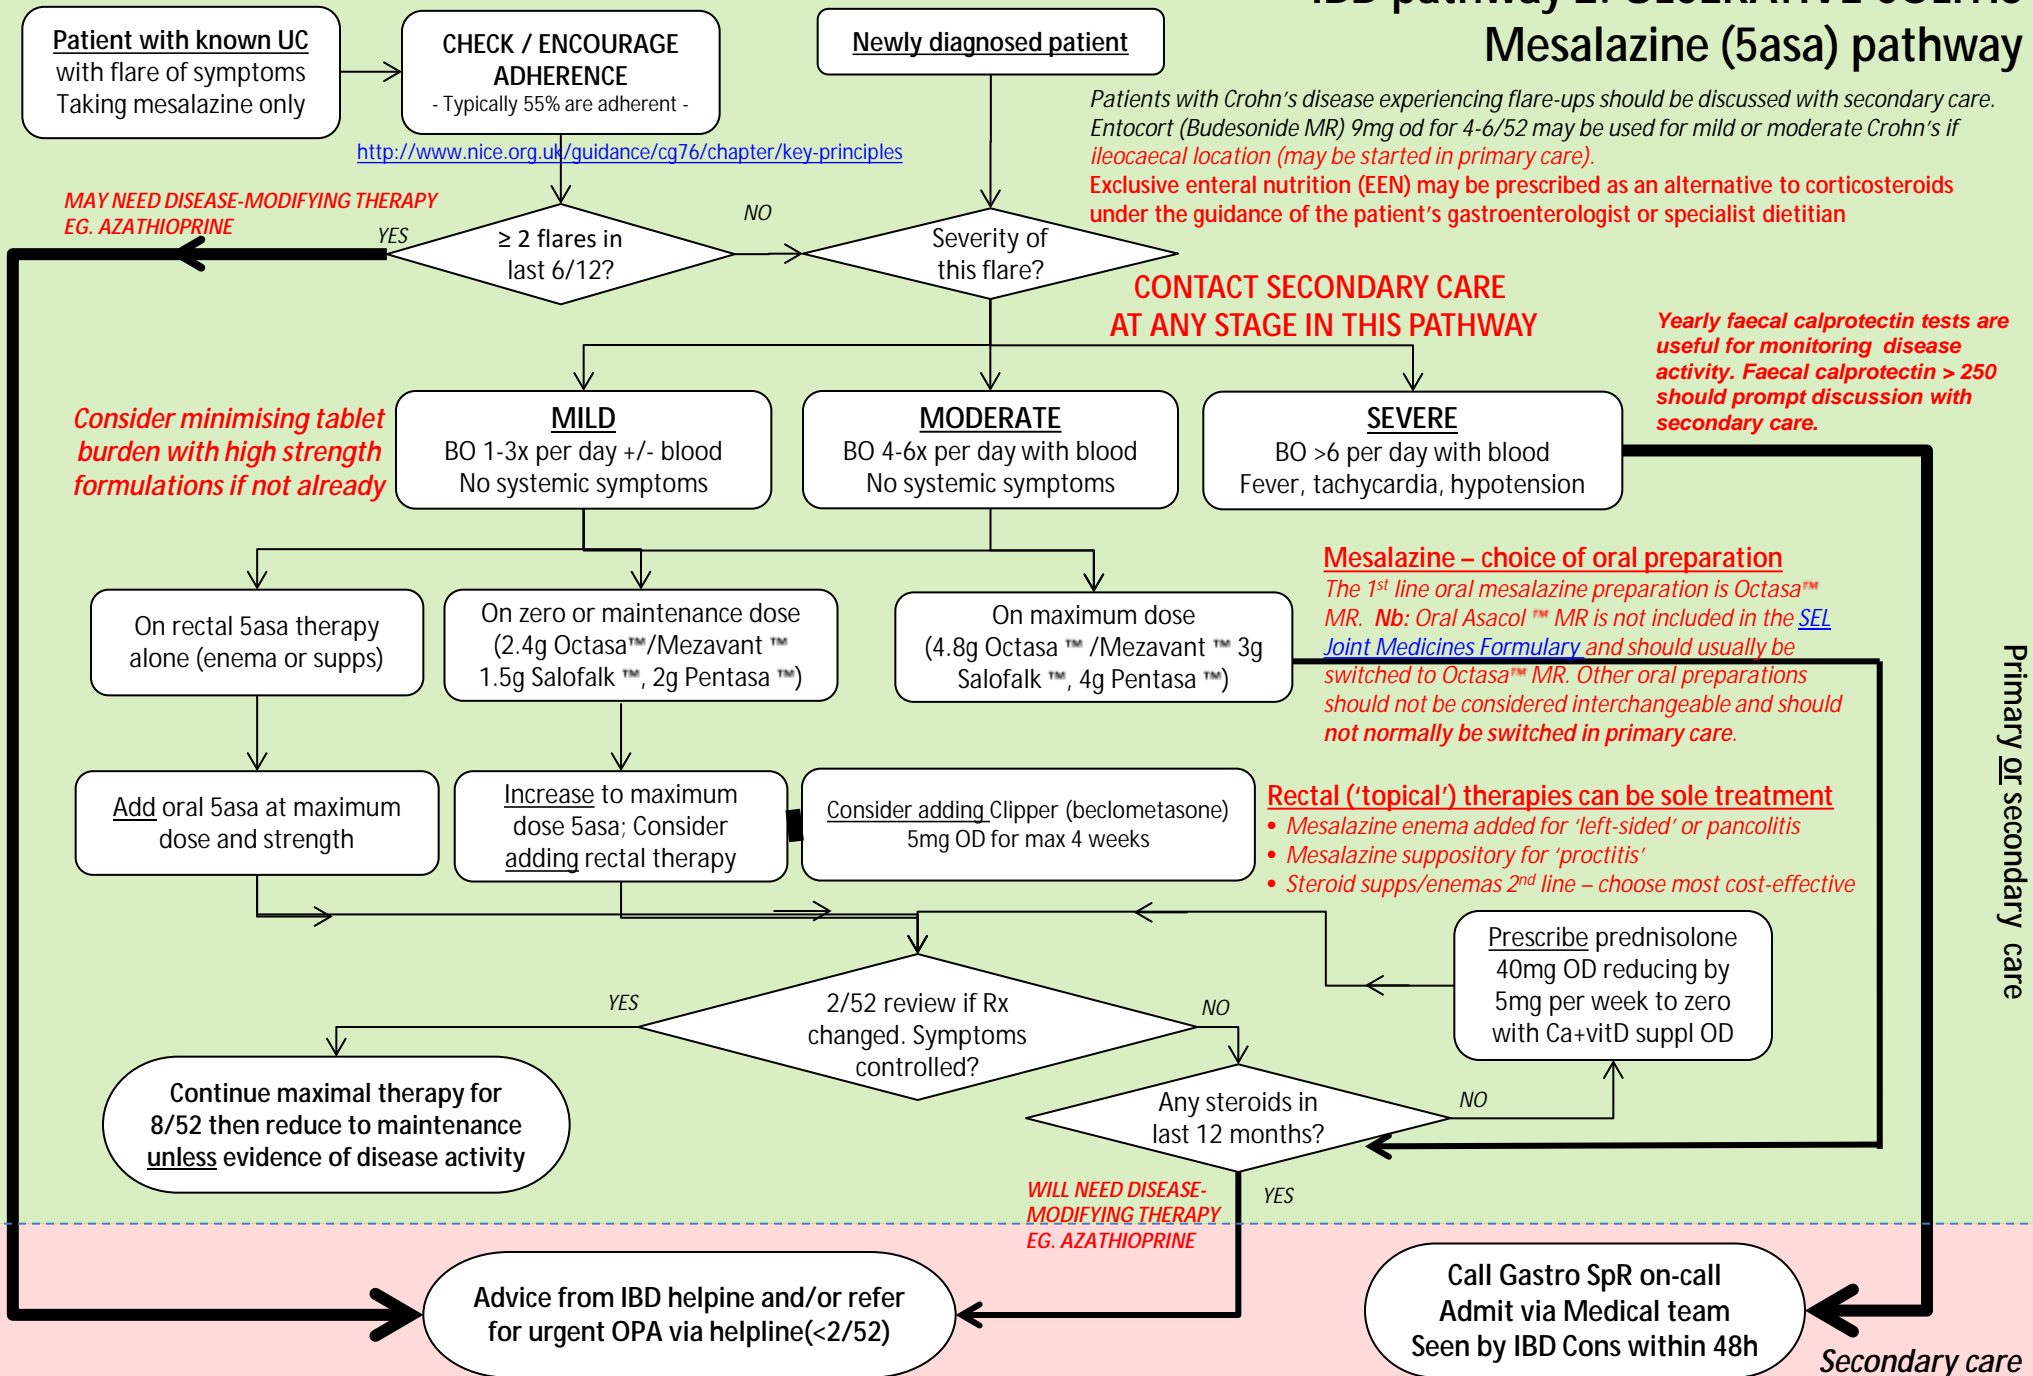 Mesalazine (5asa) pathway
Patient with known UC
with flare of symptoms
Taking mesalazine only
CHECK / ENCOURAGE
ADHERENCE
- Typically 55% are adherent -
http://www.nice.org.uk/guidance/cg76/chapter/key-principles
Newly diagnosed patient
Patients with Crohn's disease experiencing flare-ups should be discussed with secondary care.
Entocort (Budesonide MR) 9mg od for 4-6/52 may be used for mild or moderate Crohn's if
ileocaecal location (may be started in primary care).
Exclusive enteral nutrition (EEN) may be prescribed as an alternative to corticosteroids
under the guidance of the patient's gastroenterologist or specialist dietitian
MAY NEED DISEASE-MODIFYING THERAPY
EG. AZATHIOPRINE
YES
≥ 2 flares in
last 6/12?
NO
Severity of
this flare?
CONTACT SECONDARY CARE
AT ANY STAGE IN THIS PATHWAY
Yearly faecal calprotectin tests are
useful for monitoring disease
activity. Faecal calprotectin > 250
should prompt discussion with
secondary care.
Consider minimising tablet
burden with high strength
formulations if not already
MILD
BO 1-3x per day +/- blood
No systemic symptoms
MODERATE
BO 4-6x per day with blood
No systemic symptoms
SEVERE
BO >6 per day with blood
Fever, tachycardia, hypotension
On rectal 5asa therapy
alone (enema or supps)
On zero or maintenance dose
(2.4g Octasa™/Mezavant ™
1.5g Salofalk ™, 2g Pentasa ™)
On maximum dose
(4.8g Octasa ™ /Mezavant ™ 3g
Salofalk ™, 4g Pentasa ™)
Mesalazine – choice of oral preparation
The 1st line oral mesalazine preparation is Octasa™
MR. Nb: Oral Asacol ™ MR is not included in the SEL
Joint Medicines Formulary and should usually be
switched to Octasa™ MR. Other oral preparations
should not be considered interchangeable and should
not normally be switched in primary care.
Primary or secondary care
Add oral 5asa at maximum
dose and strength
Increase to maximum
dose 5asa; Consider
adding rectal therapy
Consider adding Clipper (beclometasone)
5mg OD for max 4 weeks
Rectal ('topical') therapies can be sole treatment
• Mesalazine enema added for 'left-sided' or pancolitis
• Mesalazine suppository for 'proctitis'
• Steroid supps/enemas 2nd line – choose most cost-effective
Prescribe prednisolone
40mg OD reducing by
5mg per week to zero
with Ca+vitD suppl OD
YES
2/52 review if Rx
changed. Symptoms
controlled?
NO
Continue maximal therapy for
8/52 then reduce to maintenance
unless evidence of disease activity
Any steroids in
last 12 months?
NO
WILL NEED DISEASE-
MODIFYING THERAPY
EG. AZATHIOPRINE
YES
Advice from IBD helpine and/or refer
for urgent OPA via helpline(<2/52)
Call Gastro SpR on-call
Admit via Medical team
Seen by IBD Cons within 48h
Secondary care